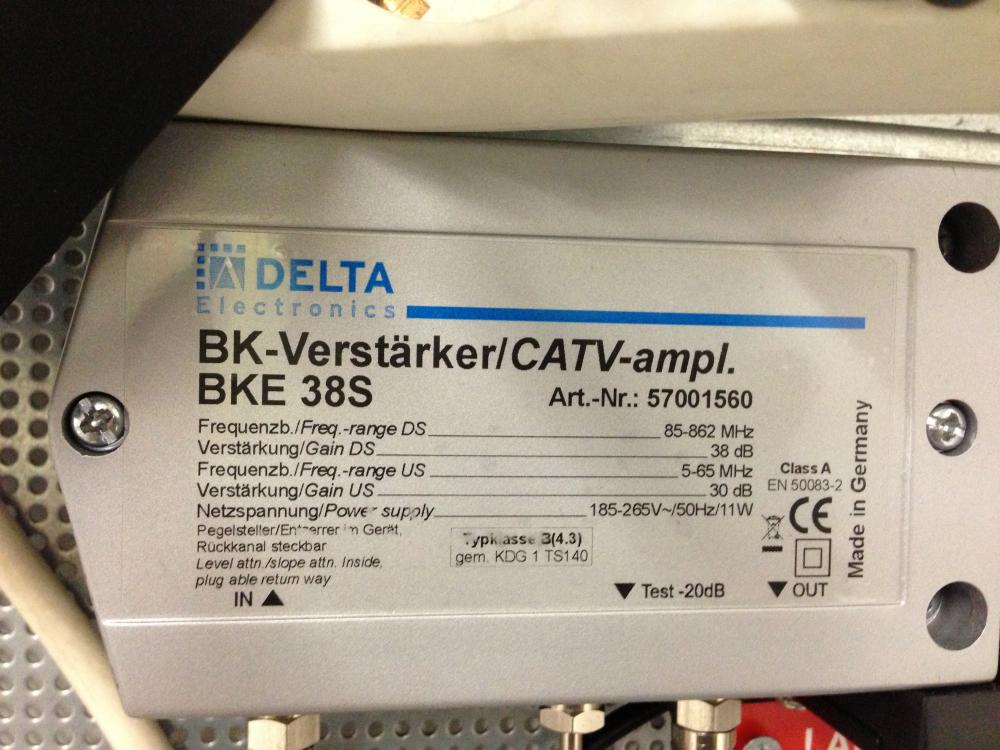 DELTA
Electronics
BK-Verstärker/CATV-ampl.
BKE 38S Art.-Nr.: 57001560
Frequenzb./Freq.-range DS 85-862 MHz
Verstärkung/Gain DS 38 dB
Frequenzb./Freq.-range US 5-65 MHz
Verstärkung/Gain US 30 dB
Netzspannung/Power supply 185-265V~/50Hz/11W
Pegelsteller/Entzerrer im Gerät,
Rückkanal steckbar
Level attn./slope attn. Inside,
plug able return way
Typklasse B(4.3)
gem. KDG 1 TS140
Class A
EN 50083-2
CE
Made in Germany
IN ▲
▼ Test -20dB
▼ OUT